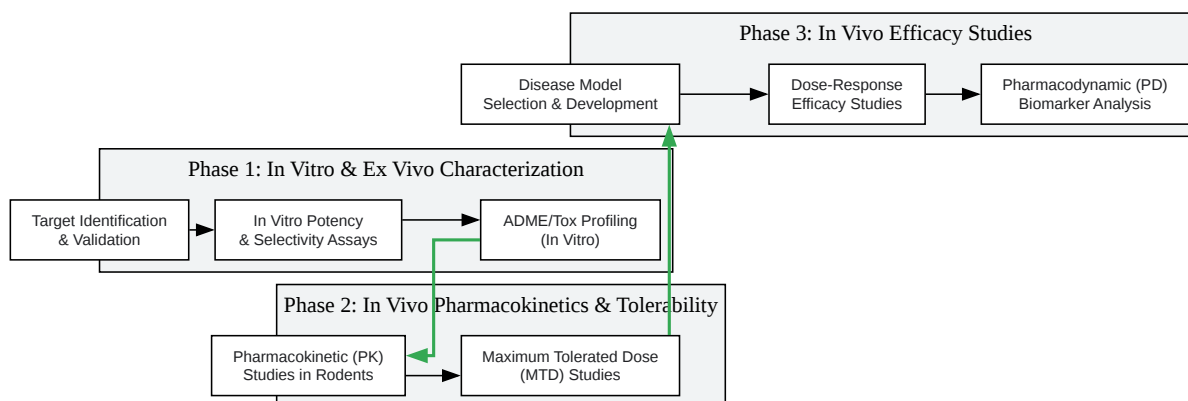 Phase 3: In Vivo Efficacy Studies
Disease Model
Selection & Development
Dose-Response
Efficacy Studies
Pharmacodynamic (PD)
Biomarker Analysis
Phase 1: In Vitro & Ex Vivo Characterization
Target Identification
& Validation
In Vitro Potency
& Selectivity Assays
ADME/Tox Profiling
(In Vitro)
Phase 2: In Vivo Pharmacokinetics & Tolerability
Pharmacokinetic (PK)
Studies in Rodents
Maximum Tolerated Dose
(MTD) Studies